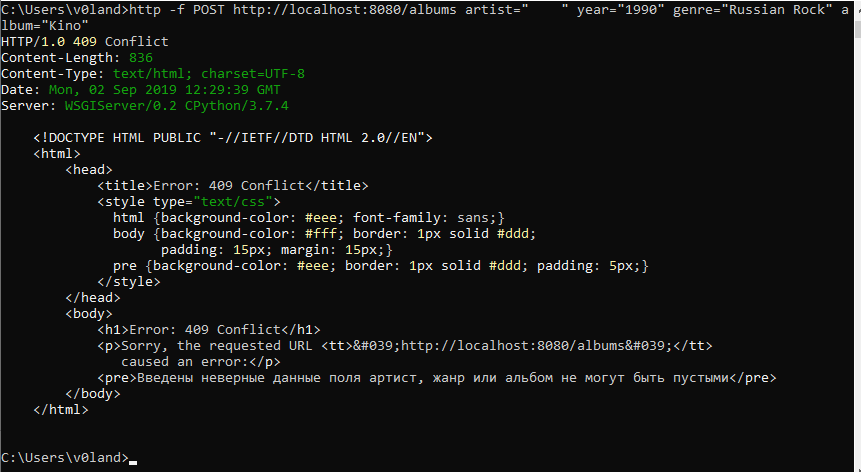 C:\Users\v0land>http -f POST http://localhost:8080/albums artist="    " year="1990" genre="Russian Rock" a
lbum="Kino"
HTTP/1.0 409 Conflict
Content-Length: 836
Content-Type: text/html; charset=UTF-8
Date: Mon, 02 Sep 2019 12:29:39 GMT
Server: WSGIServer/0.2 CPython/3.7.4

    <!DOCTYPE HTML PUBLIC "-//IETF//DTD HTML 2.0//EN">
    <html>
        <head>
            <title>Error: 409 Conflict</title>
            <style type="text/css">
              html {background-color: #eee; font-family: sans;}
              body {background-color: #fff; border: 1px solid #ddd;
                    padding: 15px; margin: 15px;}
              pre {background-color: #eee; border: 1px solid #ddd; padding: 5px;}
            </style>
        </head>
        <body>
            <h1>Error: 409 Conflict</h1>
            <p>Sorry, the requested URL <tt>&#039;http://localhost:8080/albums&#039;</tt>
               caused an error:</p>
            <pre>Введены неверные данные поля артист, жанр или альбом не могут быть пустыми</pre>
        </body>
    </html>

C:\Users\v0land>